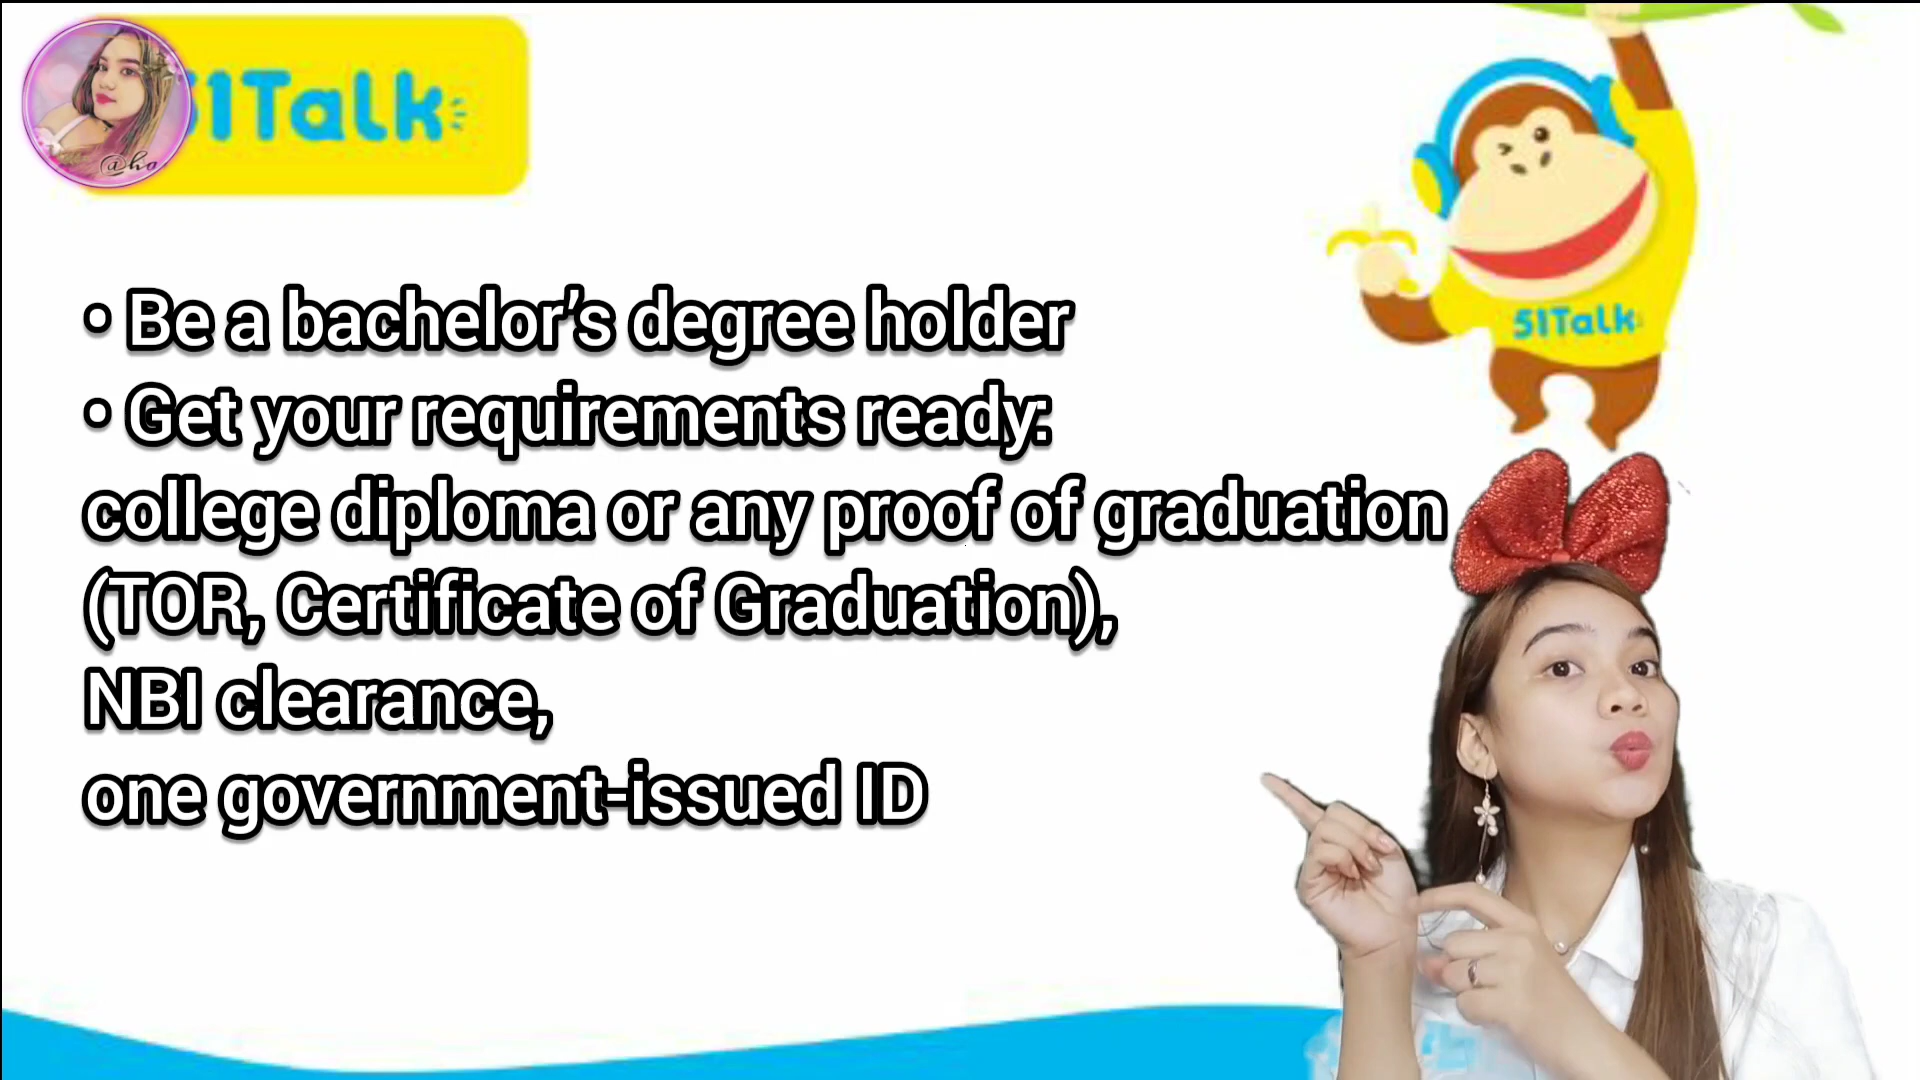 51Talk
51Talk
• Be a bachelor’s degree holder
• Get your requirements ready:
college diploma or any proof of graduation
(TOR, Certificate of Graduation),
NBI clearance,
one government-issued ID